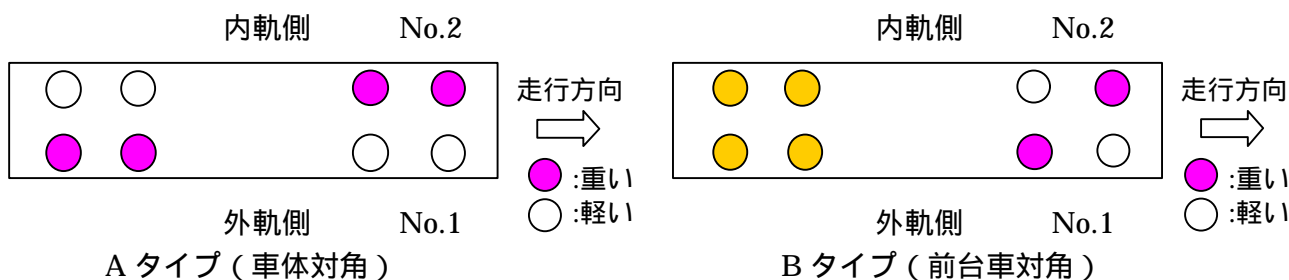 内軌側 No.2
走行方向
:重い
:軽い
外軌側 No.1
A タイプ ( 車体対角 )
内軌側 No.2
走行方向
:重い
:軽い
外軌側 No.1
B タイプ ( 前台車対角 )